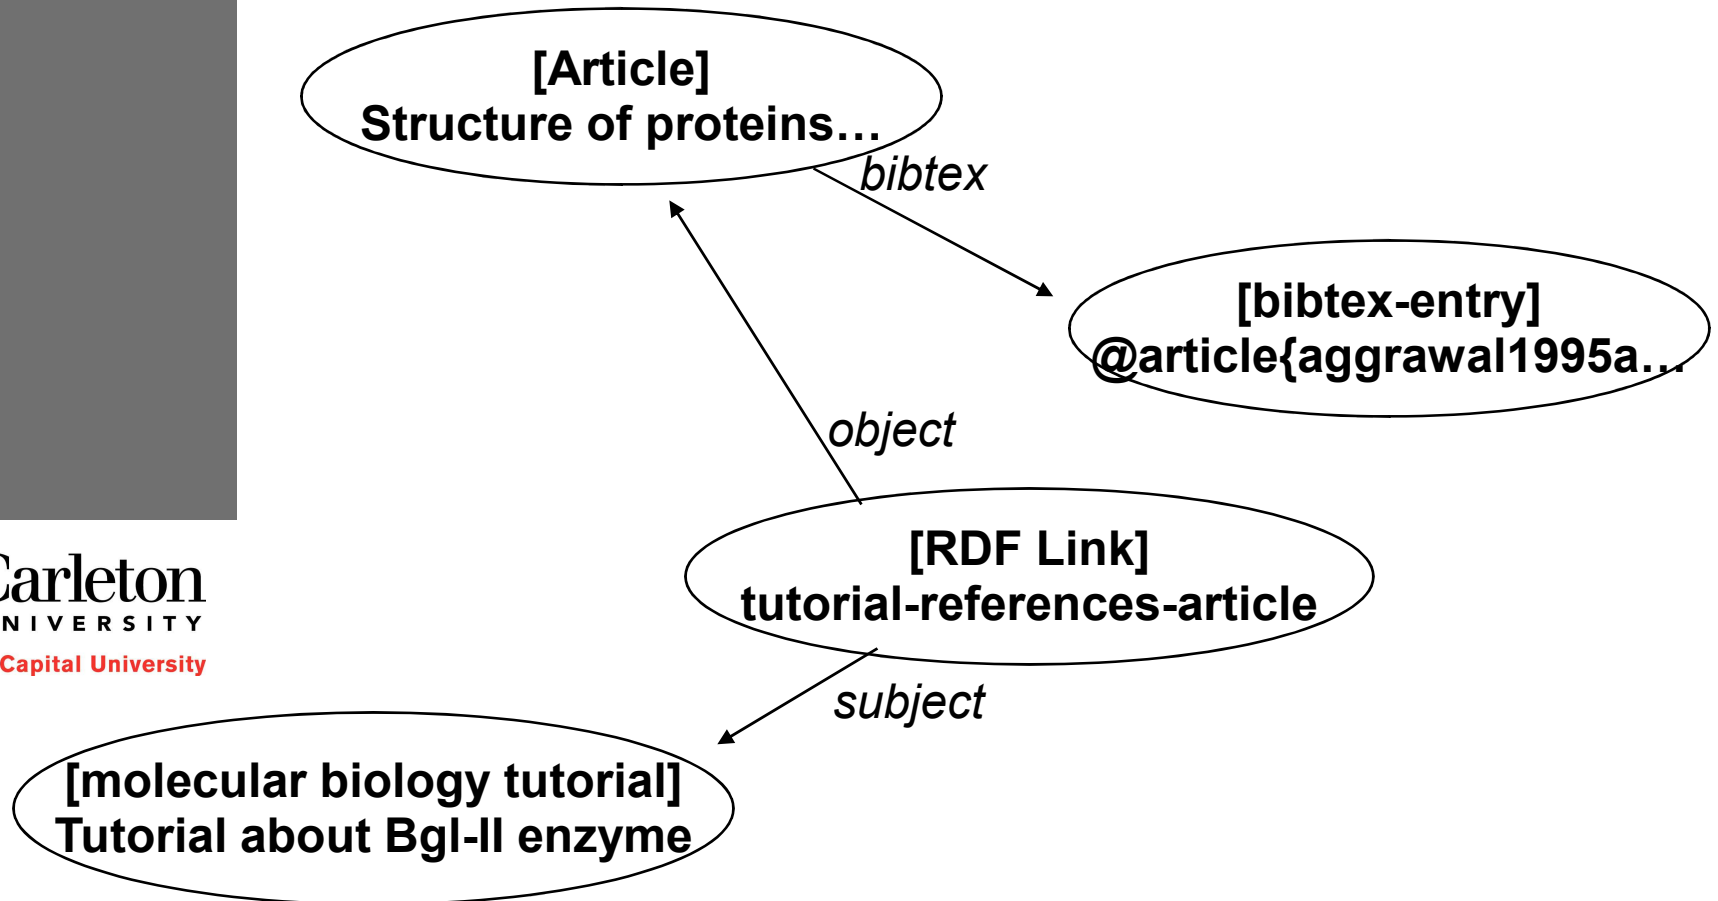 [Article]
Structure of proteins…
bibtex
[bibtex-entry]
@article{aggrawal1995a…
object
[RDF Link]
tutorial-references-article
Carleton
NIVERSITY
Capital University
subject
[molecular biology tutorial]
Tutorial about Bgl-II enzyme